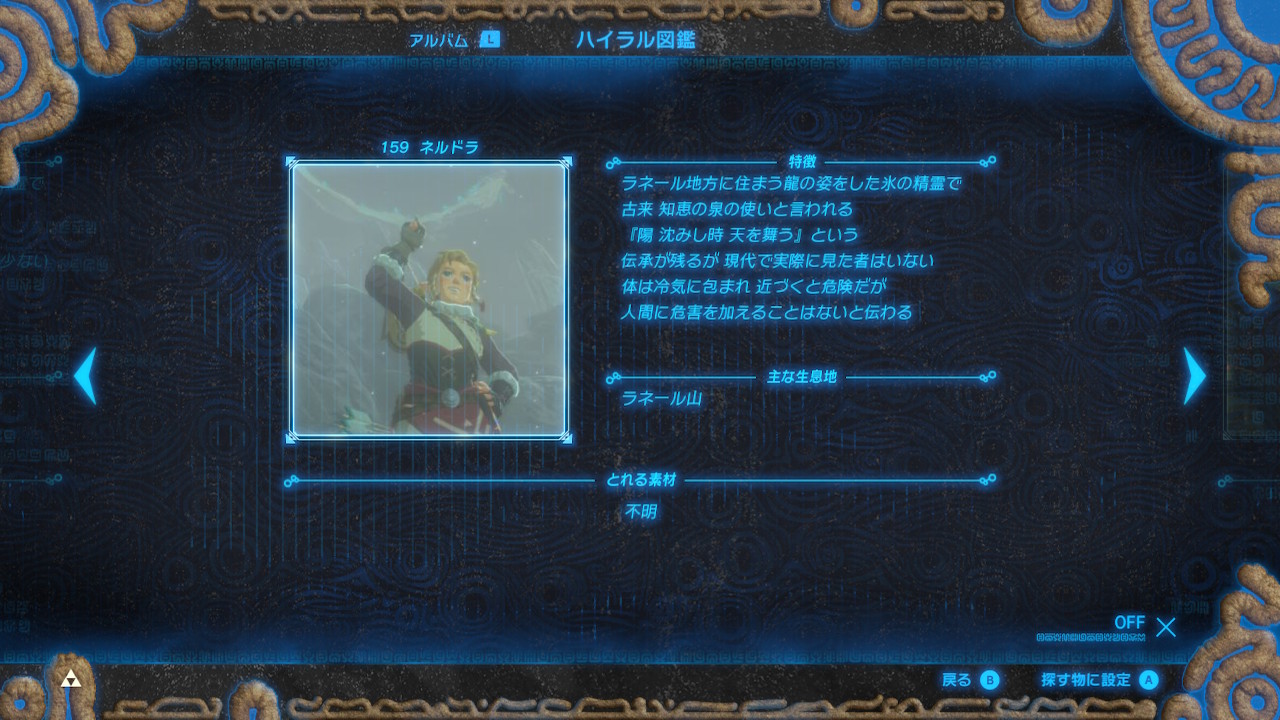 アルバム L
ハイラル図鑑
159 ネルドラ
特徴
ラネール地方に住まう龍の姿をした氷の精霊で
古来 知恵の泉の使いと言われる
『陽 沈みし時 天を舞う』という
伝承が残るが 現代で実際に見た者はいない
体は冷気に包まれ 近づくと危険だが
人間に危害を加えることはないと伝わる
主な生息地
ラネール山
とれる素材
不明
OFF
戻る B
探す物に設定 A